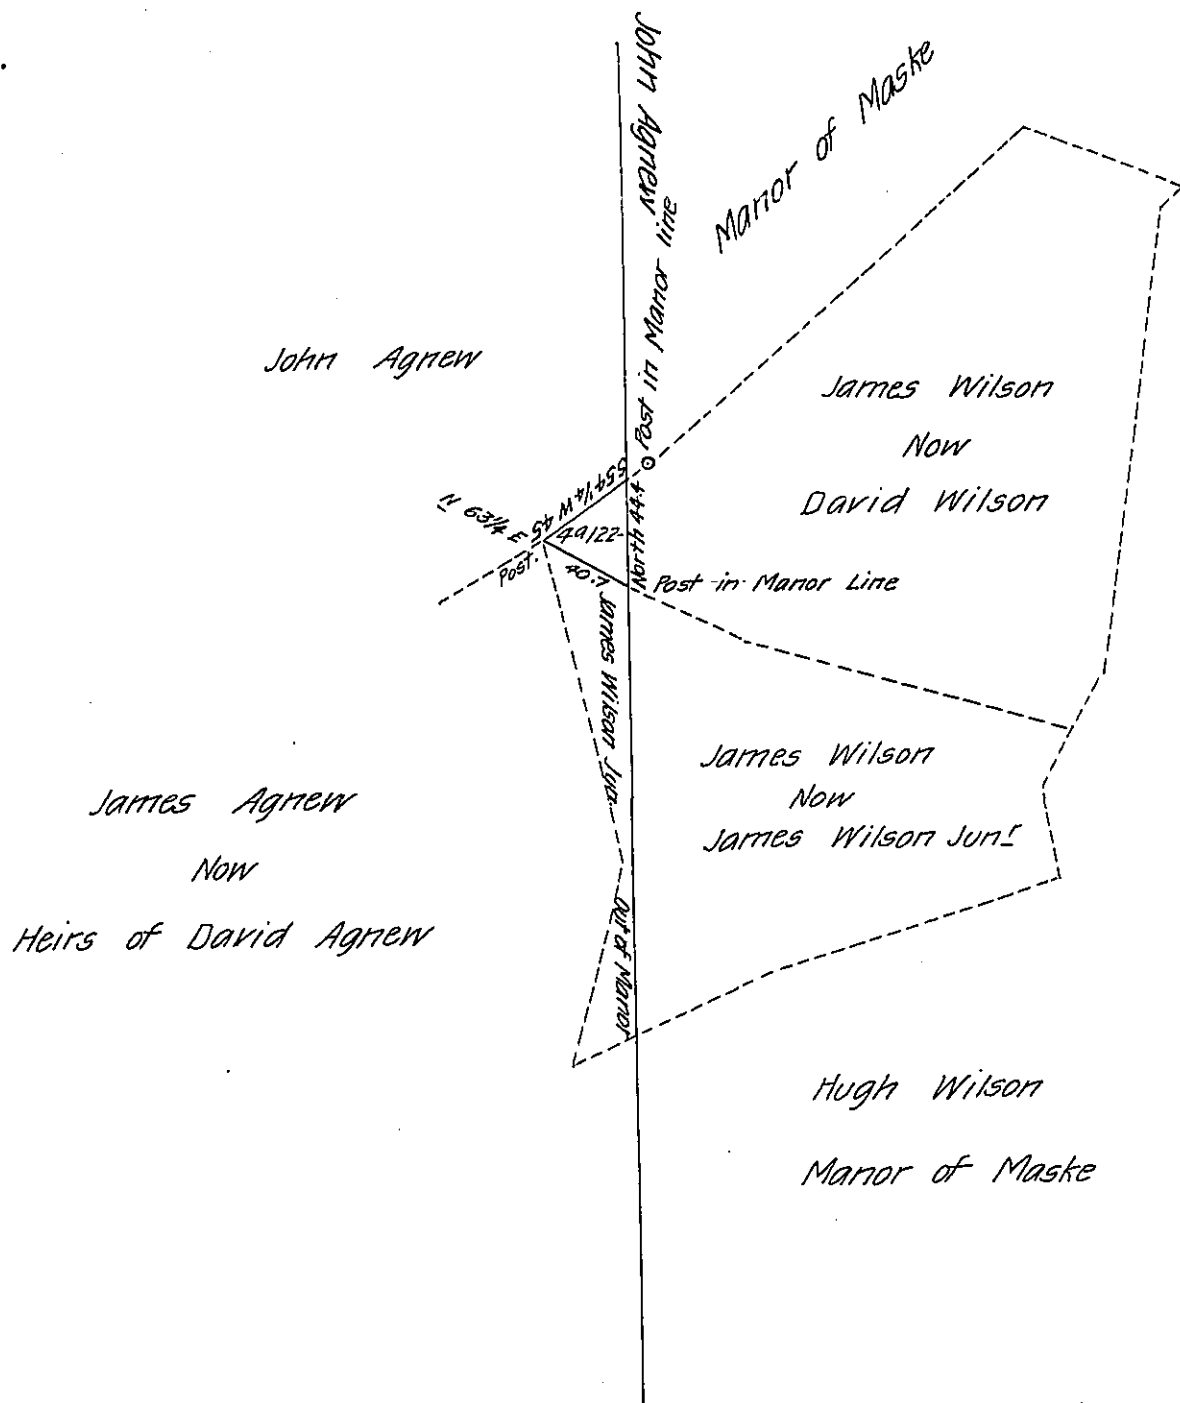 John Agnew
Post in Manor line
Manor of Maske
John Agnew
James Wilson
Now
David Wilson
S59¼ W 45
N 63¼ E
Post.
49/22
40.7
North 44.4
Post in Manor Line
James Wilson Jun
Out of Manor
James Wilson
Now
James Wilson Junr
James Agnew
Now
Heirs of David Agnew
Hugh Wilson
Manor of Maske